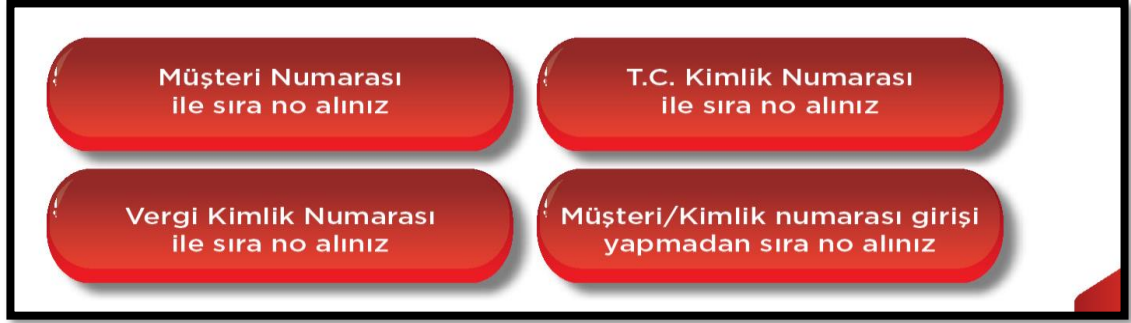 Müşteri Numarası
ile sıra no alınız
T.C. Kimlik Numarası
ile sıra no alınız
Vergi Kimlik Numarası
ile sıra no alınız
Müşteri/Kimlik numarası girişi
yapmadan sıra no alınız